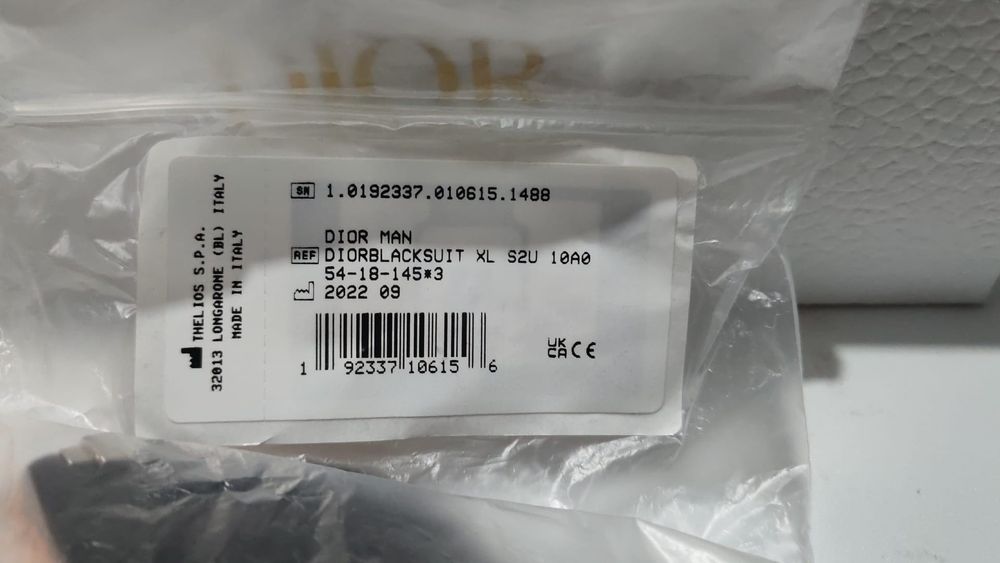 DIOR
SN 1.0192337.010615.1488
DIOR MAN
REF DIORBLACKSUIT XL S2U 10A0
54-18-145*3
2022 09
1 92337 10615 6
UK
CA CE
THELIOS S.P.A.
32013 LONGARONE (BL) ITALY
MADE IN ITALY